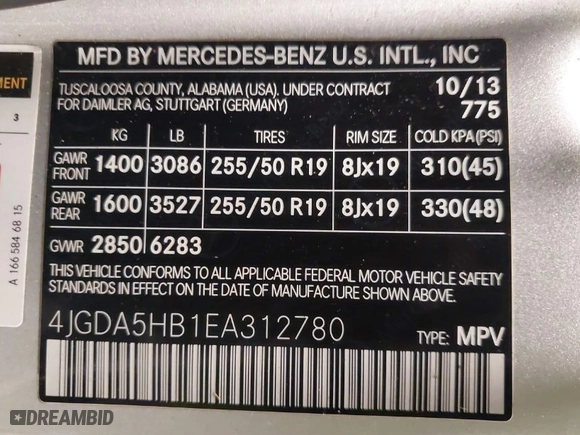 MFD BY MERCEDES-BENZ U.S. INTL., INC
TUSCALOOSA COUNTY, ALABAMA (USA). UNDER CONTRACT 10/13
FOR DAIMLER AG, STUTTGART (GERMANY) 775
KG LB TIRES RIM SIZE COLD KPA(PSI)
GAWR FRONT 1400 3086 255/50 R19 8Jx19 310(45)
GAWR REAR 1600 3527 255/50 R19 8Jx19 330(48)
GVWR 2850 6283
THIS VEHICLE CONFORMS TO ALL APPLICABLE FEDERAL MOTOR VEHICLE SAFETY
STANDARDS IN EFFECT ON THE DATE OF MANUFACTURE SHOWN ABOVE.
4JGDA5HB1EA312780 TYPE: MPV
3
A 166 584 68 15
DREAMBID